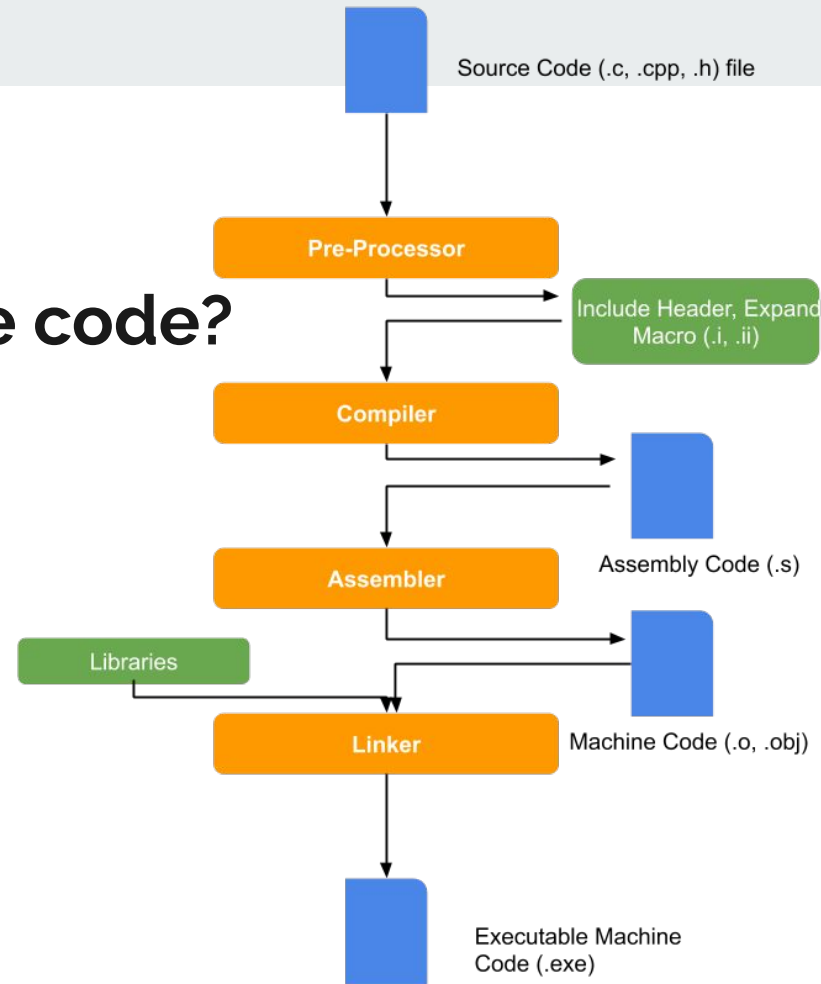 Source Code (.c, .cpp, .h) file
Pre-Processor
e code?
Include Header, Expand
Macro (.i, .ii)
Compiler
Assembly Code (.s)
Assembler
Libraries
Linker
Machine Code (.o, .obj)
Executable Machine
Code (.exe)